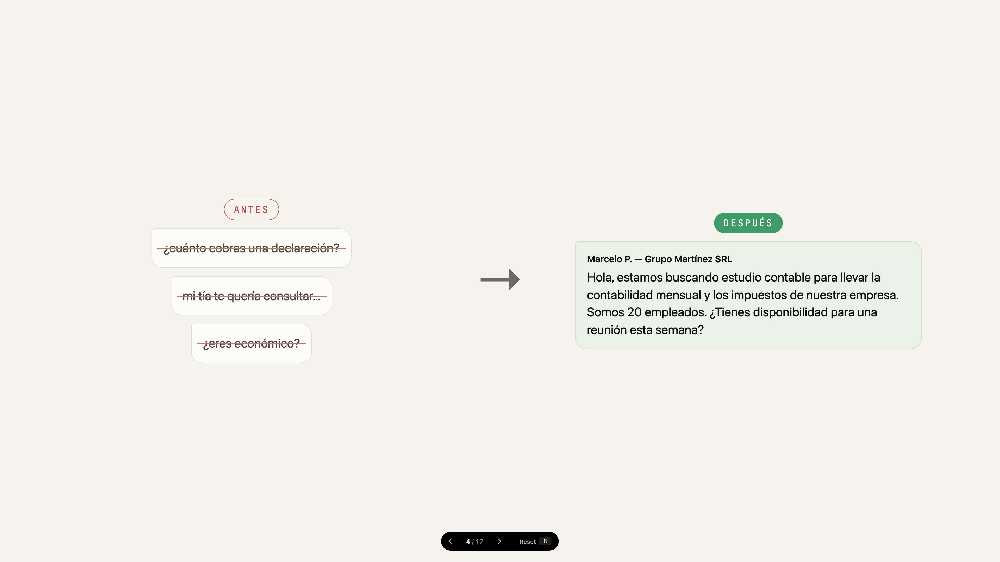 ANTES
¿cuánto cobras una declaración?
mi tía te quería consultar...
¿eres económico?
DESPUÉS
Marcelo P. — Grupo Martínez SRL
Hola, estamos buscando estudio contable para llevar la
contabilidad mensual y los impuestos de nuestra empresa.
Somos 20 empleados. ¿Tienes disponibilidad para una
reunión esta semana?
4 / 17 Reset R